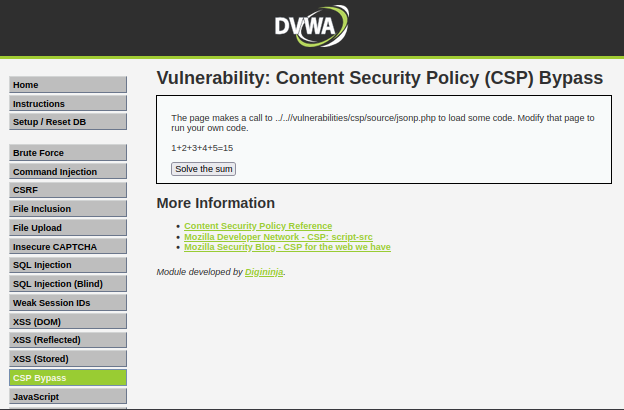 DVWA
Home
Instructions
Setup / Reset DB
Brute Force
Command Injection
CSRF
File Inclusion
File Upload
Insecure CAPTCHA
SQL Injection
SQL Injection (Blind)
Weak Session IDs
XSS (DOM)
XSS (Reflected)
XSS (Stored)
CSP Bypass
JavaScript
Vulnerability: Content Security Policy (CSP) Bypass
The page makes a call to ../..//vulnerabilities/csp/source/jsonp.php to load some code. Modify that page to
run your own code.
1+2+3+4+5=15
Solve the sum
More Information
• Content Security Policy Reference
• Mozilla Developer Network - CSP: script-src
• Mozilla Security Blog - CSP for the web we have
Module developed by Digininja.